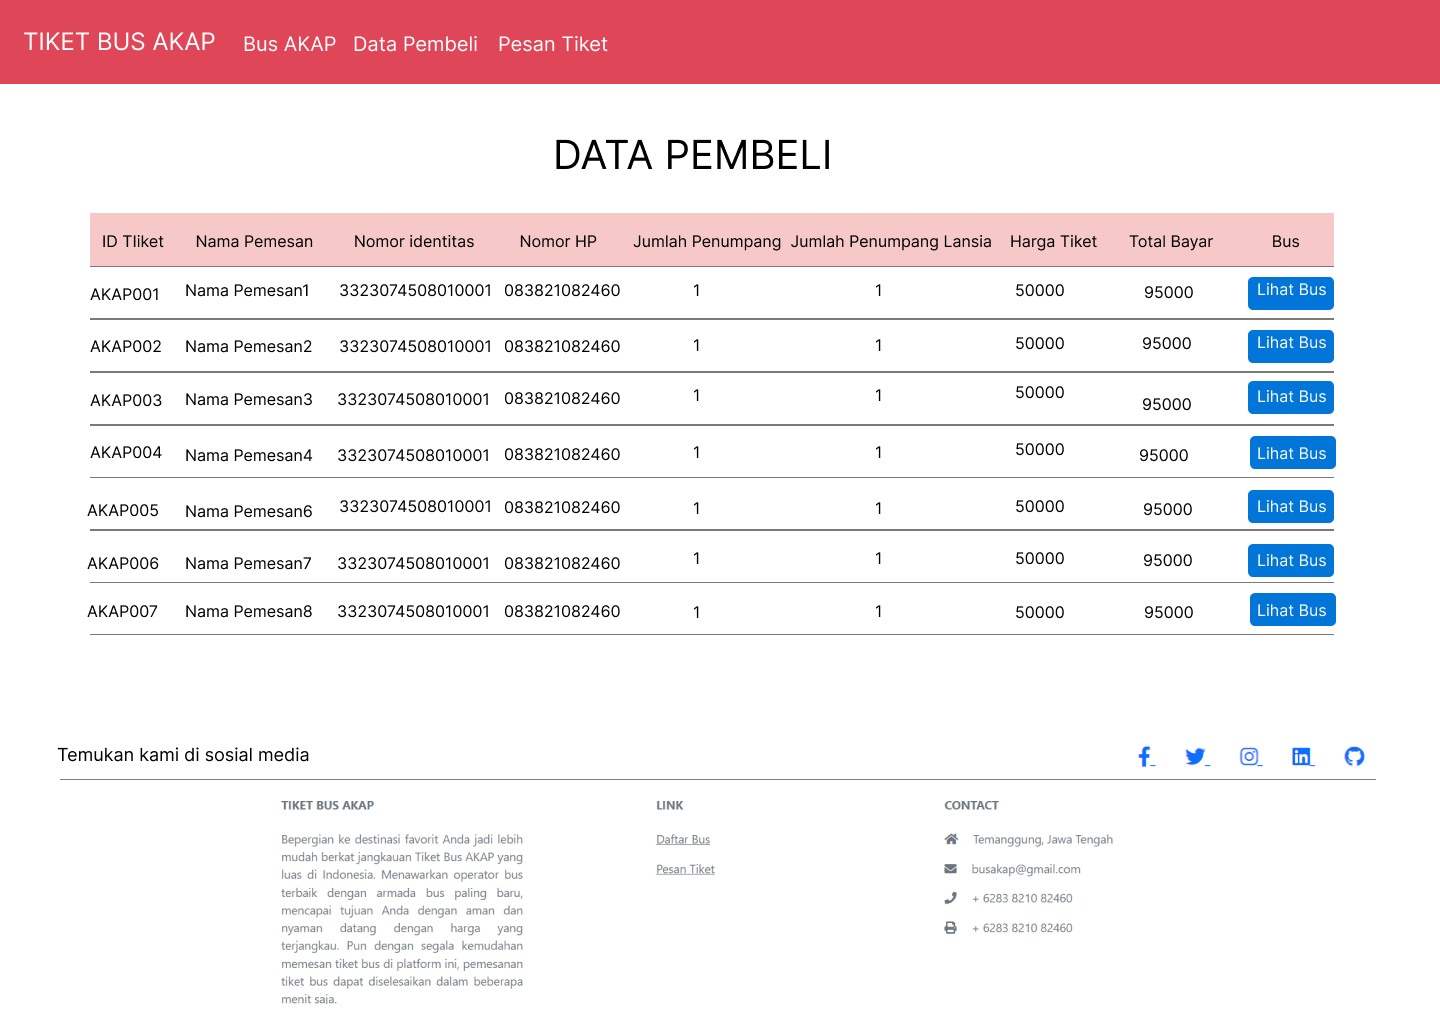 TIKET BUS AKAP Bus AKAP Data Pembeli Pesan Tiket
DATA PEMBELI
ID TIiket Nama Pemesan Nomor identitas Nomor HP Jumlah Penumpang Jumlah Penumpang Lansia Harga Tiket Total Bayar Bus
AKAP001 Nama Pemesan1 3323074508010001 083821082460 1 1 50000 95000 Lihat Bus
AKAP002 Nama Pemesan2 3323074508010001 083821082460 1 1 50000 95000 Lihat Bus
AKAP003 Nama Pemesan3 3323074508010001 083821082460 1 1 50000 95000 Lihat Bus
AKAP004 Nama Pemesan4 3323074508010001 083821082460 1 1 50000 95000 Lihat Bus
AKAP005 Nama Pemesan6 3323074508010001 083821082460 1 1 50000 95000 Lihat Bus
AKAP006 Nama Pemesan7 3323074508010001 083821082460 1 1 50000 95000 Lihat Bus
AKAP007 Nama Pemesan8 3323074508010001 083821082460 1 1 50000 95000 Lihat Bus
Temukan kami di sosial media
TIKET BUS AKAP
Bepergian ke destinasi favorit Anda jadi lebih
mudah berkat jangkauan Tiket Bus AKAP yang
luas di Indonesia. Menawarkan operator bus
terbaik dengan armada bus paling baru,
mencapai tujuan Anda dengan aman dan
nyaman datang dengan harga yang
terjangkau. Pun dengan segala kemudahan
memesan tiket bus di platform ini, pemesanan
tiket bus dapat diselesaikan dalam beberapa
menit saja.
LINK
Daftar Bus
Pesan Tiket
CONTACT
Temanggung, Jawa Tengah
busakap@gmail.com
+ 6283 8210 82460
+ 6283 8210 82460